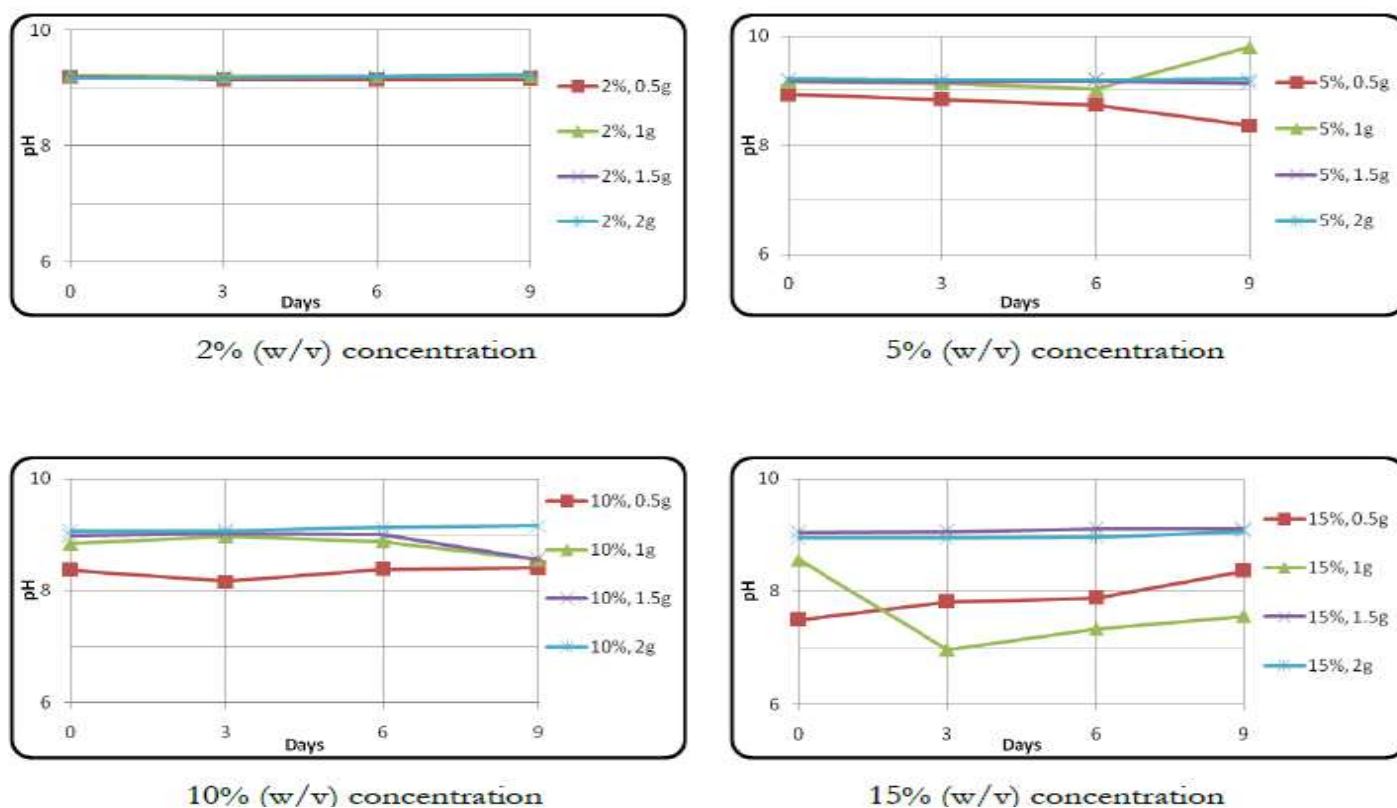 10
8
6
pH
0 3 6 9
Days
2%, 0.5g
2%, 1g
2%, 1.5g
2%, 2g
2% (w/v) concentration
10
8
6
pH
0 3 6 9
Days
5%, 0.5g
5%, 1g
5%, 1.5g
5%, 2g
5% (w/v) concentration
10
8
6
pH
0 3 6 9
Days
10%, 0.5g
10%, 1g
10%, 1.5g
10%, 2g
10% (w/v) concentration
10
8
6
pH
0 3 6 9
Days
15%, 0.5g
15%, 1g
15%, 1.5g
15%, 2g
15% (w/v) concentration